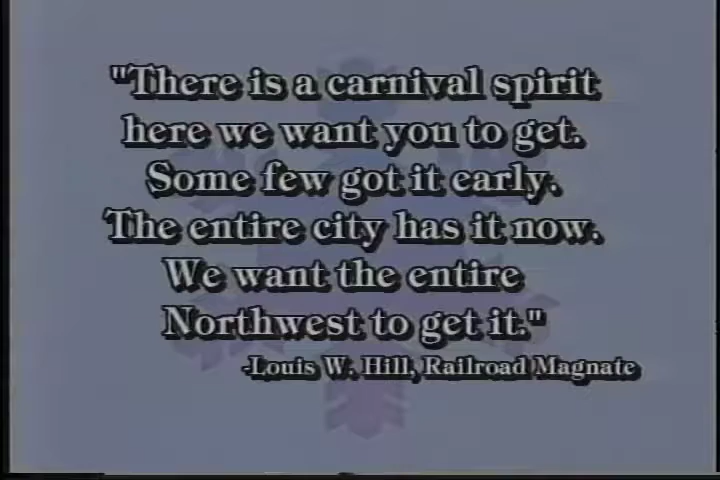 "There is a carnival spirit
here we want you to get.
Some few got it early.
The entire city has it now.
We want the entire
Northwest to get it."
-Louis W. Hill, Railroad Magnate